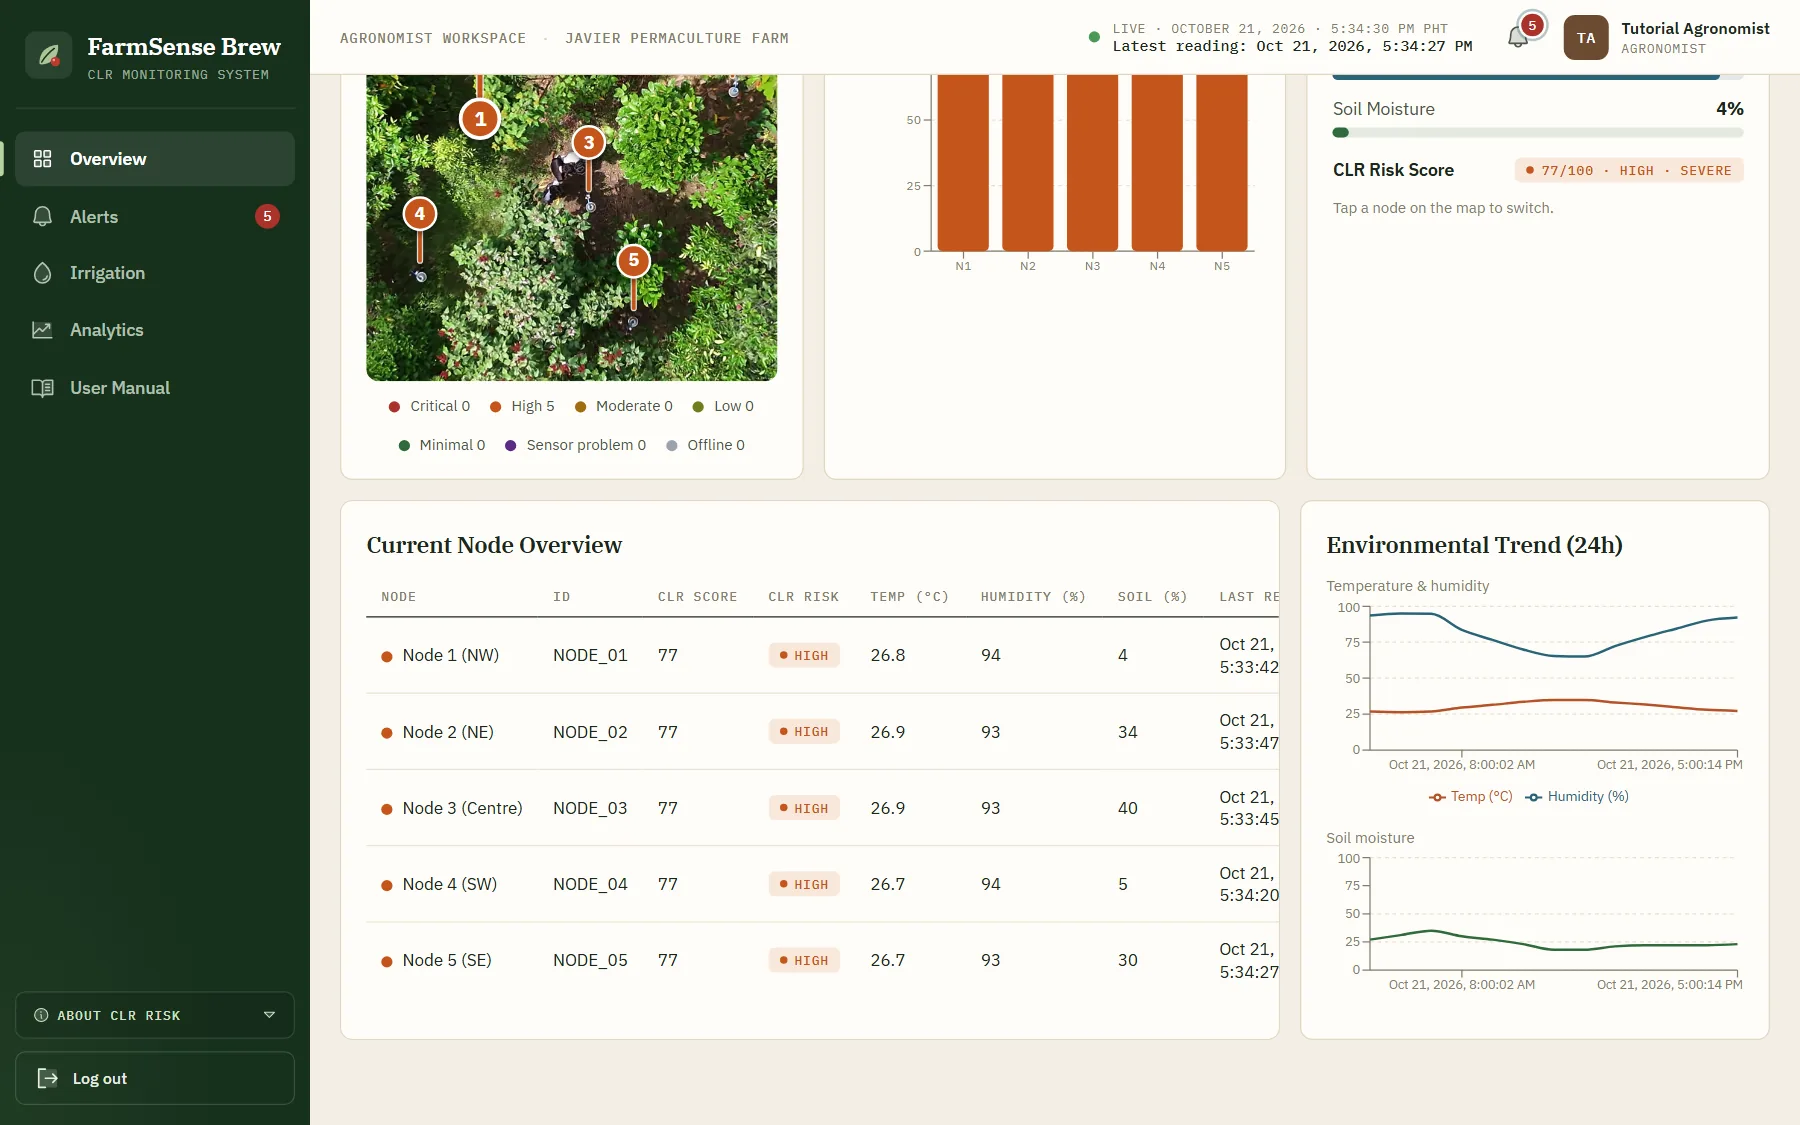 FarmSense Brew
CLR MONITORING SYSTEM
Overview
Alerts
5
Irrigation
Analytics
User Manual
ABOUT CLR RISK
Log out
AGRONOMIST WORKSPACE · JAVIER PERMACULTURE FARM
LIVE · OCTOBER 21, 2026 · 5:34:30 PM PHT
Latest reading: Oct 21, 2026, 5:34:27 PM
5
TA
Tutorial Agronomist
AGRONOMIST
1
3
4
5
Critical 0
High 5
Moderate 0
Low 0
Minimal 0
Sensor problem 0
Offline 0
50
25
0
N1
N2
N3
N4
N5
Soil Moisture
4%
CLR Risk Score
77/100 · HIGH · SEVERE
Tap a node on the map to switch.
Current Node Overview
NODE ID CLR SCORE CLR RISK TEMP (°C) HUMIDITY (%) SOIL (%) LAST RE
Node 1 (NW) NODE_01 77 HIGH 26.8 94 4 Oct 21,
5:33:42
Node 2 (NE) NODE_02 77 HIGH 26.9 93 34 Oct 21,
5:33:47
Node 3 (Centre) NODE_03 77 HIGH 26.9 93 40 Oct 21,
5:33:45
Node 4 (SW) NODE_04 77 HIGH 26.7 94 5 Oct 21,
5:34:20
Node 5 (SE) NODE_05 77 HIGH 26.7 93 30 Oct 21,
5:34:27
Environmental Trend (24h)
Temperature & humidity
100
75
50
25
0
Oct 21, 2026, 8:00:02 AM
Oct 21, 2026, 5:00:14 PM
Temp (°C)
Humidity (%)
Soil moisture
100
75
50
25
0
Oct 21, 2026, 8:00:02 AM
Oct 21, 2026, 5:00:14 PM